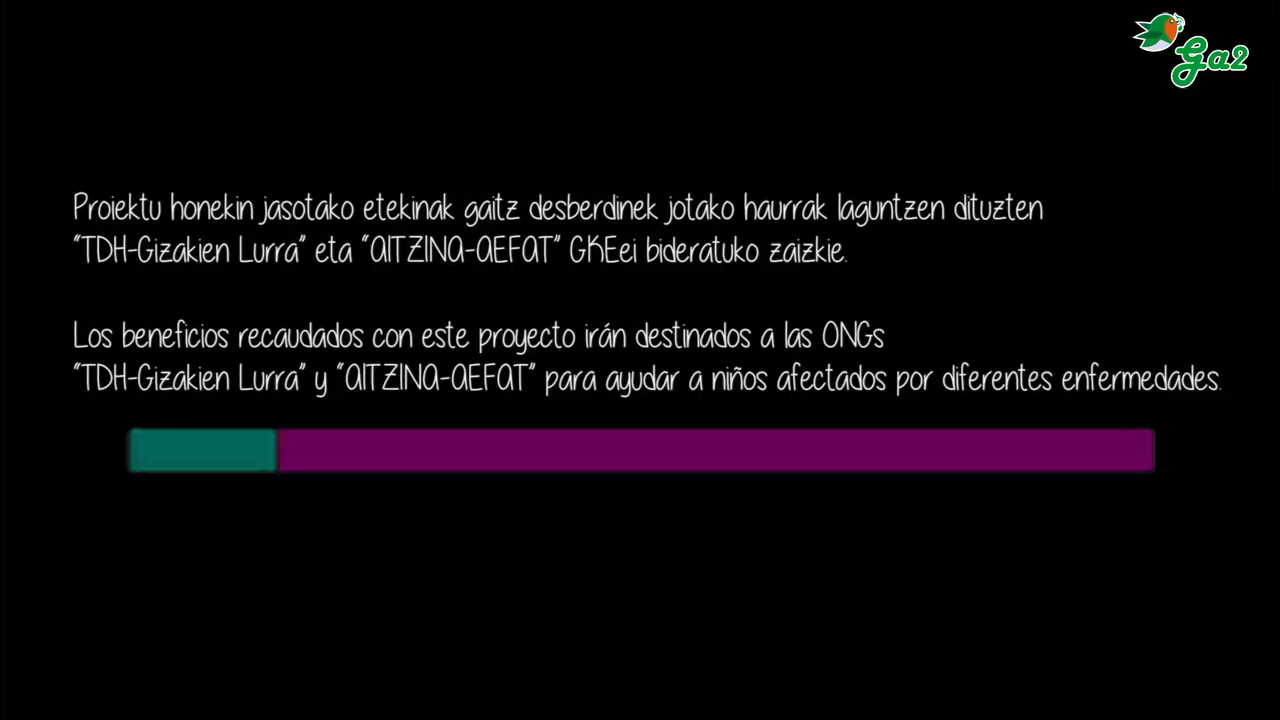 Ga2
Proiektu honekin jasotako etekinak gaitz desberdinek jotako haurrak laguntzen dituzten
"TDH-Gizakien Lurra" eta "AITZINA-AEFAT" GKEei bideratuko zaizkie.
Los beneficios recaudados con este proyecto irán destinados a las ONGs
"TDH-Gizakien Lurra" y "AITZINA-AEFAT" para ayudar a niños afectados por diferentes enfermedades.